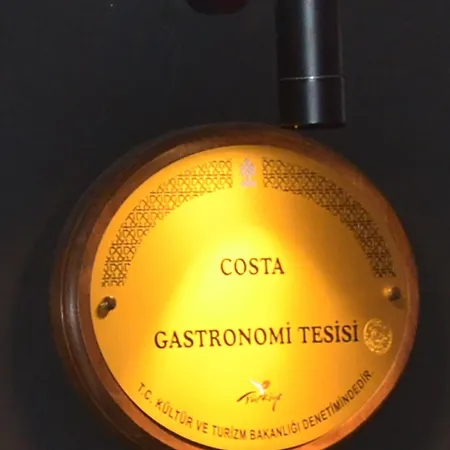 COSTA
GASTRONOMİ TESİSİ
Türkiye
T.C. KÜLTÜR VE TURİZM BAKANLIĞI DENETİMİNDEDİR.